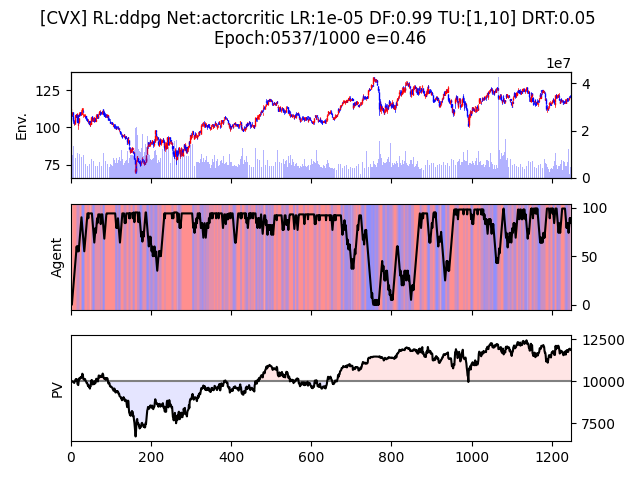 [CVX] RL:ddpg Net:actorcritic LR:1e-05 DF:0.99 TU:[1,10] DRT:0.05
Epoch:0537/1000 e=0.46
1e7
125
100
75
Env.
4
2
0
Agent
100
50
0
PV
12500
10000
7500
0 200 400 600 800 1000 1200